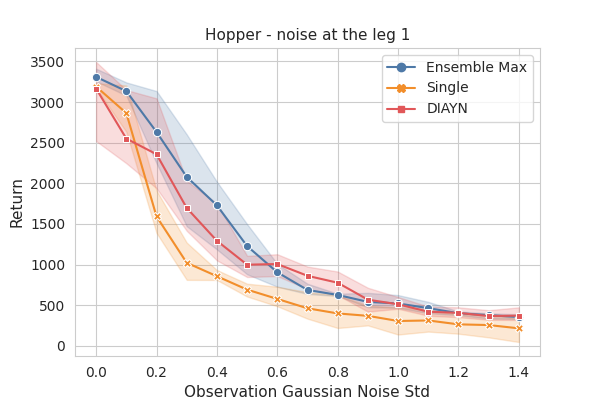 Hopper - noise at the leg 1
Ensemble Max
Single
DIAYN
Return
3500
3000
2500
2000
1500
1000
500
0
0.0 0.2 0.4 0.6 0.8 1.0 1.2 1.4
Observation Gaussian Noise Std